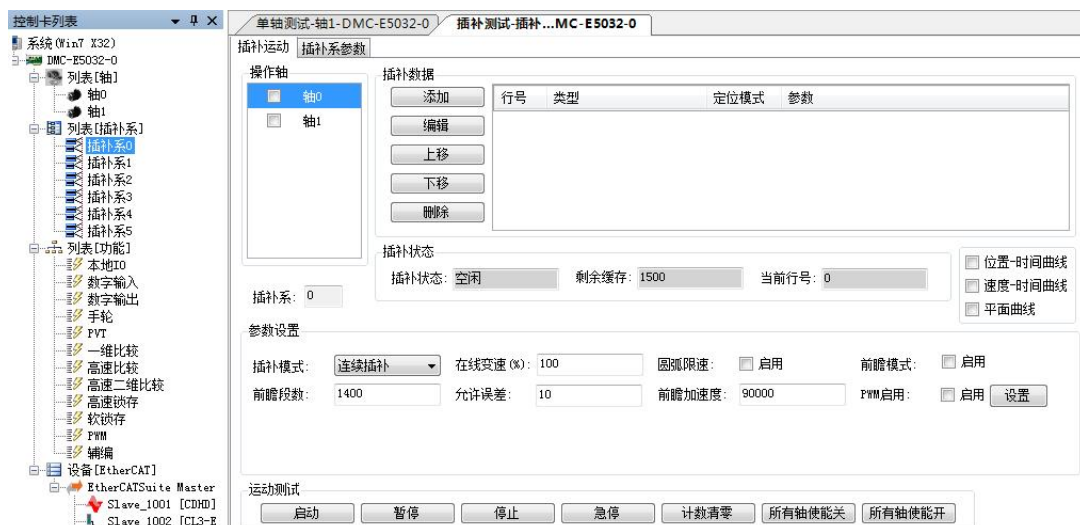 控制卡列表
系统(Win7 X32)
DMC-E5032-0
列表[轴]
轴0
轴1
列表[插补系]
插补系0
插补系1
插补系2
插补系3
插补系4
插补系5
列表[功能]
本地IO
数字输入
数字输出
手轮
PVT
一维比较
高速比较
高速二维比较
高速锁存
软锁存
PWM
辅编
设备[EtherCAT]
EtherCATSuite Master
Slave_1001 [CDHD]
Slave_1002 [CL3-E
单轴测试-轴1-DMC-E5032-0 插补测试-插补...MC-E5032-0
插补运动 插补系参数
操作轴
轴0
轴1
插补系: 0
插补数据
添加
编辑
上移
下移
删除
行号 类型 定位模式 参数
插补状态
插补状态: 空闲 剩余缓存: 1500 当前行号: 0
位置-时间曲线
速度-时间曲线
平面曲线
参数设置
插补模式: 连续插补 在线变速(%): 100 圆弧限速: 启用 前瞻模式: 启用
前瞻段数: 1400 允许误差: 10 前瞻加速度: 90000 PWM启用: 启用 设置
运动测试
启动 暂停 停止 急停 计数清零 所有轴使能关 所有轴使能开